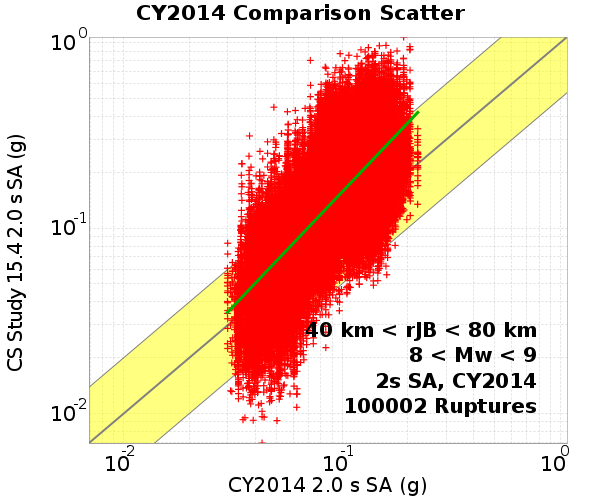 CY2014 Comparison Scatter
10^0
10^-1
10^-2
CS Study 15.4 2.0 s SA (g)
40 km < rJB < 80 km
8 < Mw < 9
2s SA, CY2014
100002 Ruptures
10^-2 10^-1 10^0
CY2014 2.0 s SA (g)